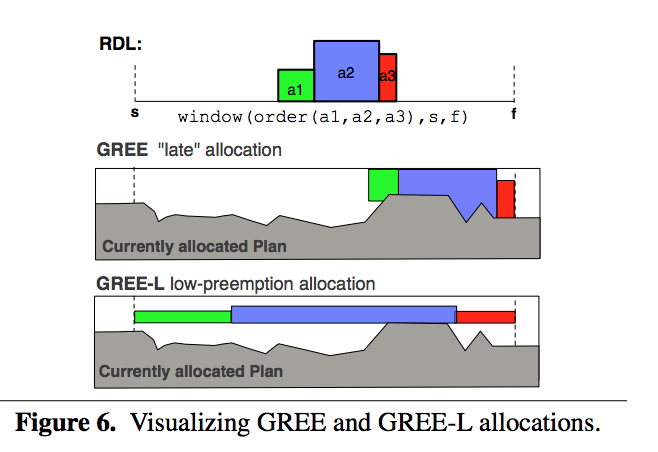 RDL:
a1
a2
a3
s
window(order(a1,a2,a3),s,f)
f
GREE "late" allocation
Currently allocated Plan
GREE-L low-preemption allocation
Currently allocated Plan
Figure 6. Visualizing GREE and GREE-L allocations.